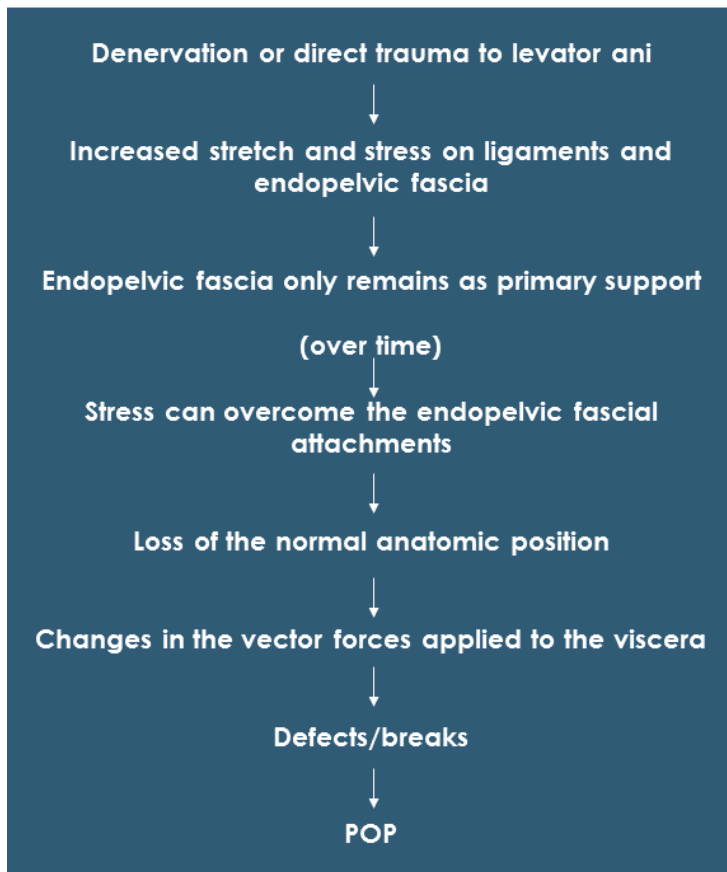 Denervation or direct trauma to levator ani
Increased stretch and stress on ligaments and
endopelvic fascia
Endopelvic fascia only remains as primary support
(over time)
Stress can overcome the endopelvic fascial
attachments
Loss of the normal anatomic position
Changes in the vector forces applied to the viscera
Defects/breaks
POP